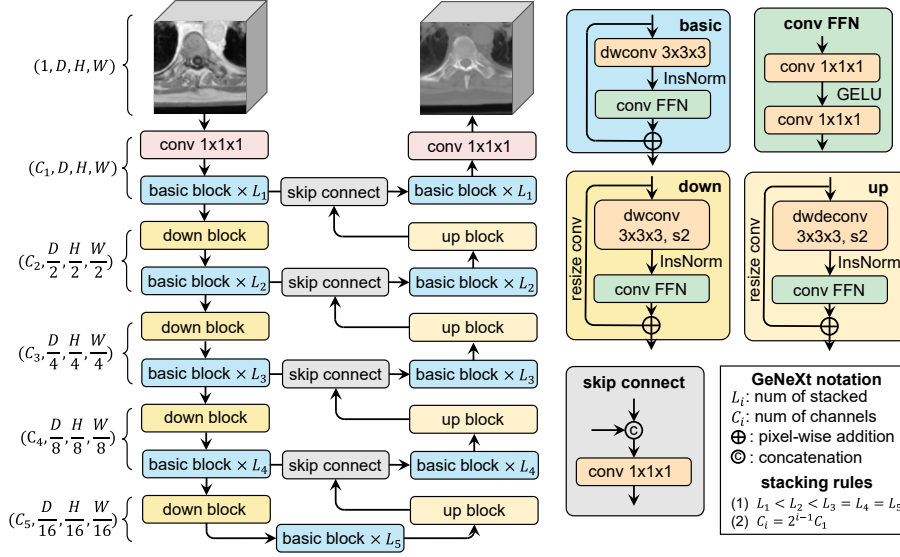 (1, D, H, W)
(C₁, D, H, W)
(C₂, D/2, H/2, W/2)
(C₃, D/4, H/4, W/4)
(C₄, D/8, H/8, W/8)
(C₅, D/16, H/16, W/16)
conv 1x1x1
basic block × L₁
down block
basic block × L₂
down block
basic block × L₃
down block
basic block × L₄
down block
basic block × L₅
skip connect
skip connect
skip connect
skip connect
conv 1x1x1
basic block × L₁
up block
basic block × L₂
up block
basic block × L₃
up block
basic block × L₄
up block
basic
dwconv 3x3x3
InsNorm
conv FFN
conv FFN
conv 1x1x1
GELU
conv 1x1x1
down
resize conv
dwconv
3x3x3, s2
InsNorm
conv FFN
up
resize conv
dwdeconv
3x3x3, s2
InsNorm
conv FFN
skip connect
C
conv 1x1x1
GeNeXt notation
Lᵢ: num of stacked
Cᵢ: num of channels
⊕: pixel-wise addition
©: concatenation
stacking rules
(1) L₁ < L₂ < L₃ = L₄ = L₅
(2) Cᵢ = 2ⁱ⁻¹C₁